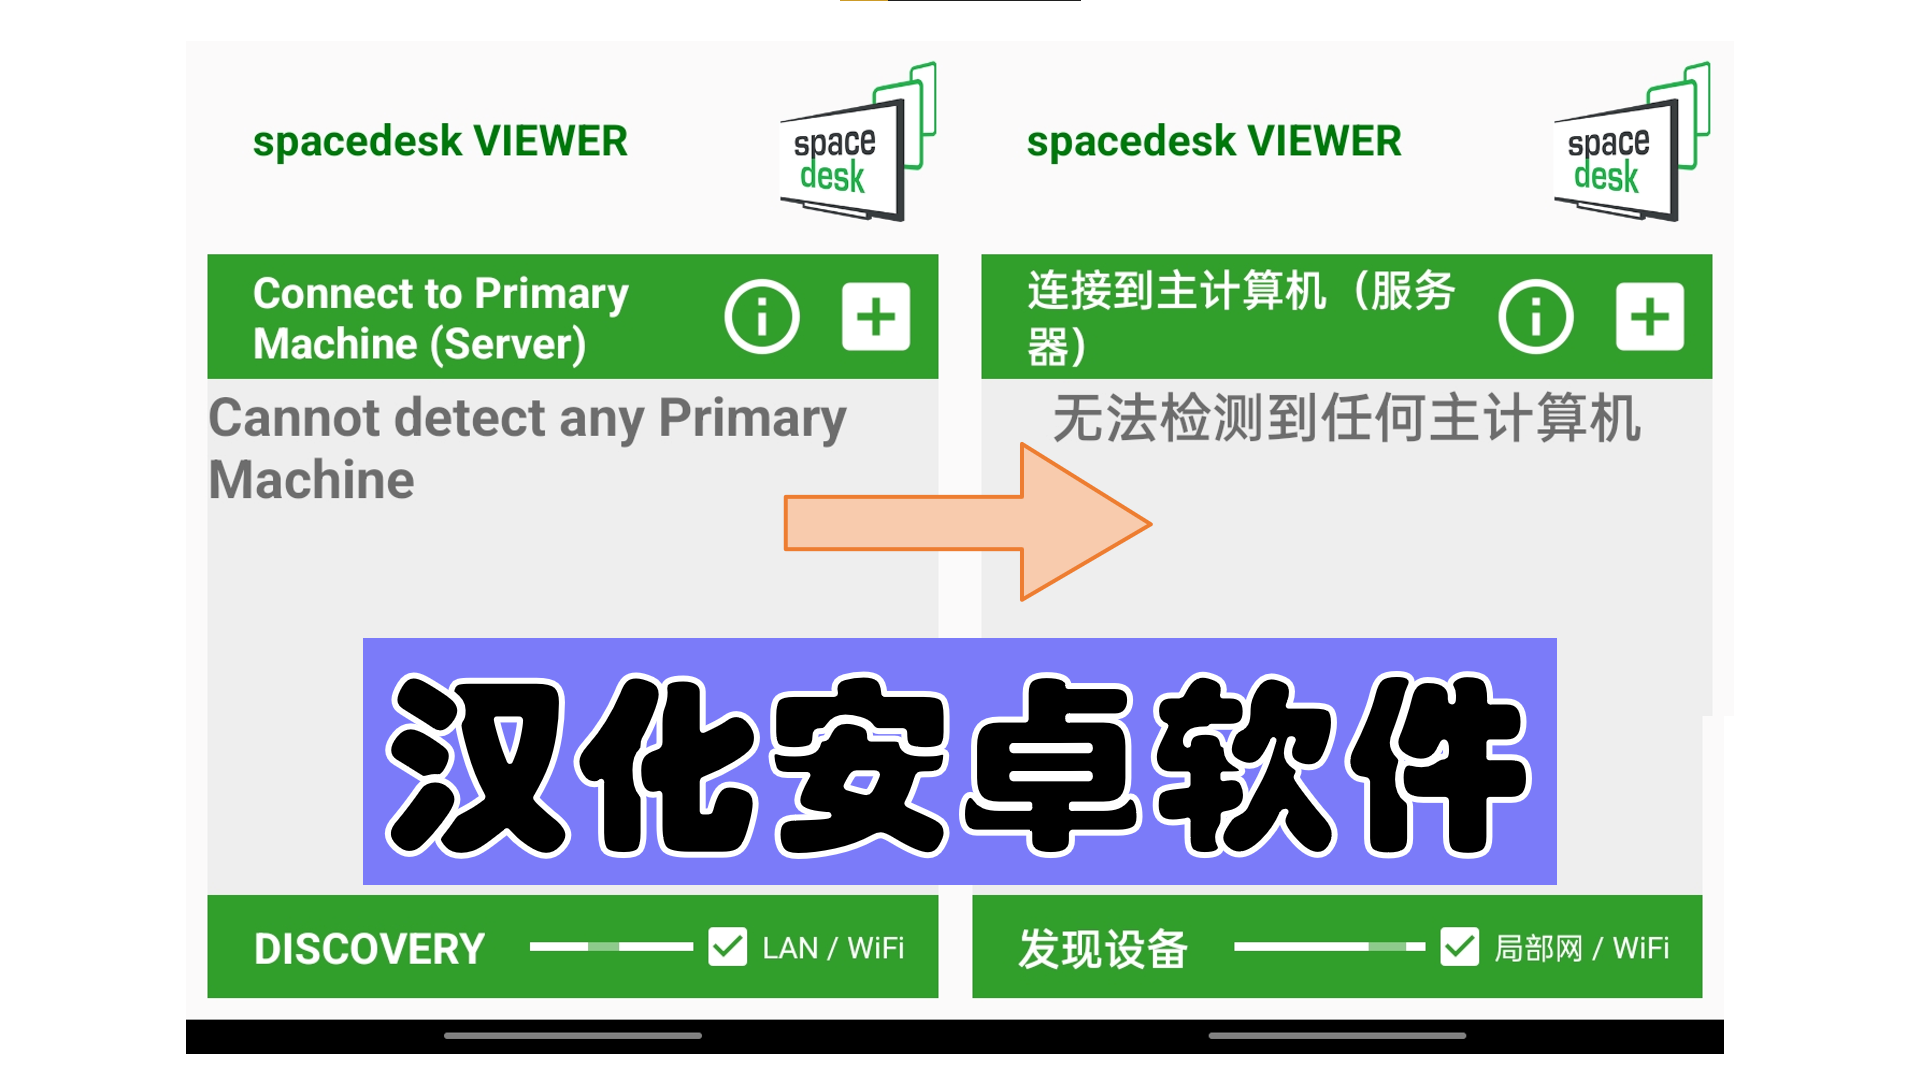 spacedesk VIEWER
space
desk
Connect to Primary
Machine (Server)
Cannot detect any Primary
Machine
DISCOVERY
LAN / WiFi
spacedesk VIEWER
space
desk
连接到主计算机（服务
器）
无法检测到任何主计算机
发现设备
局部网 / WiFi
汉化安卓软件